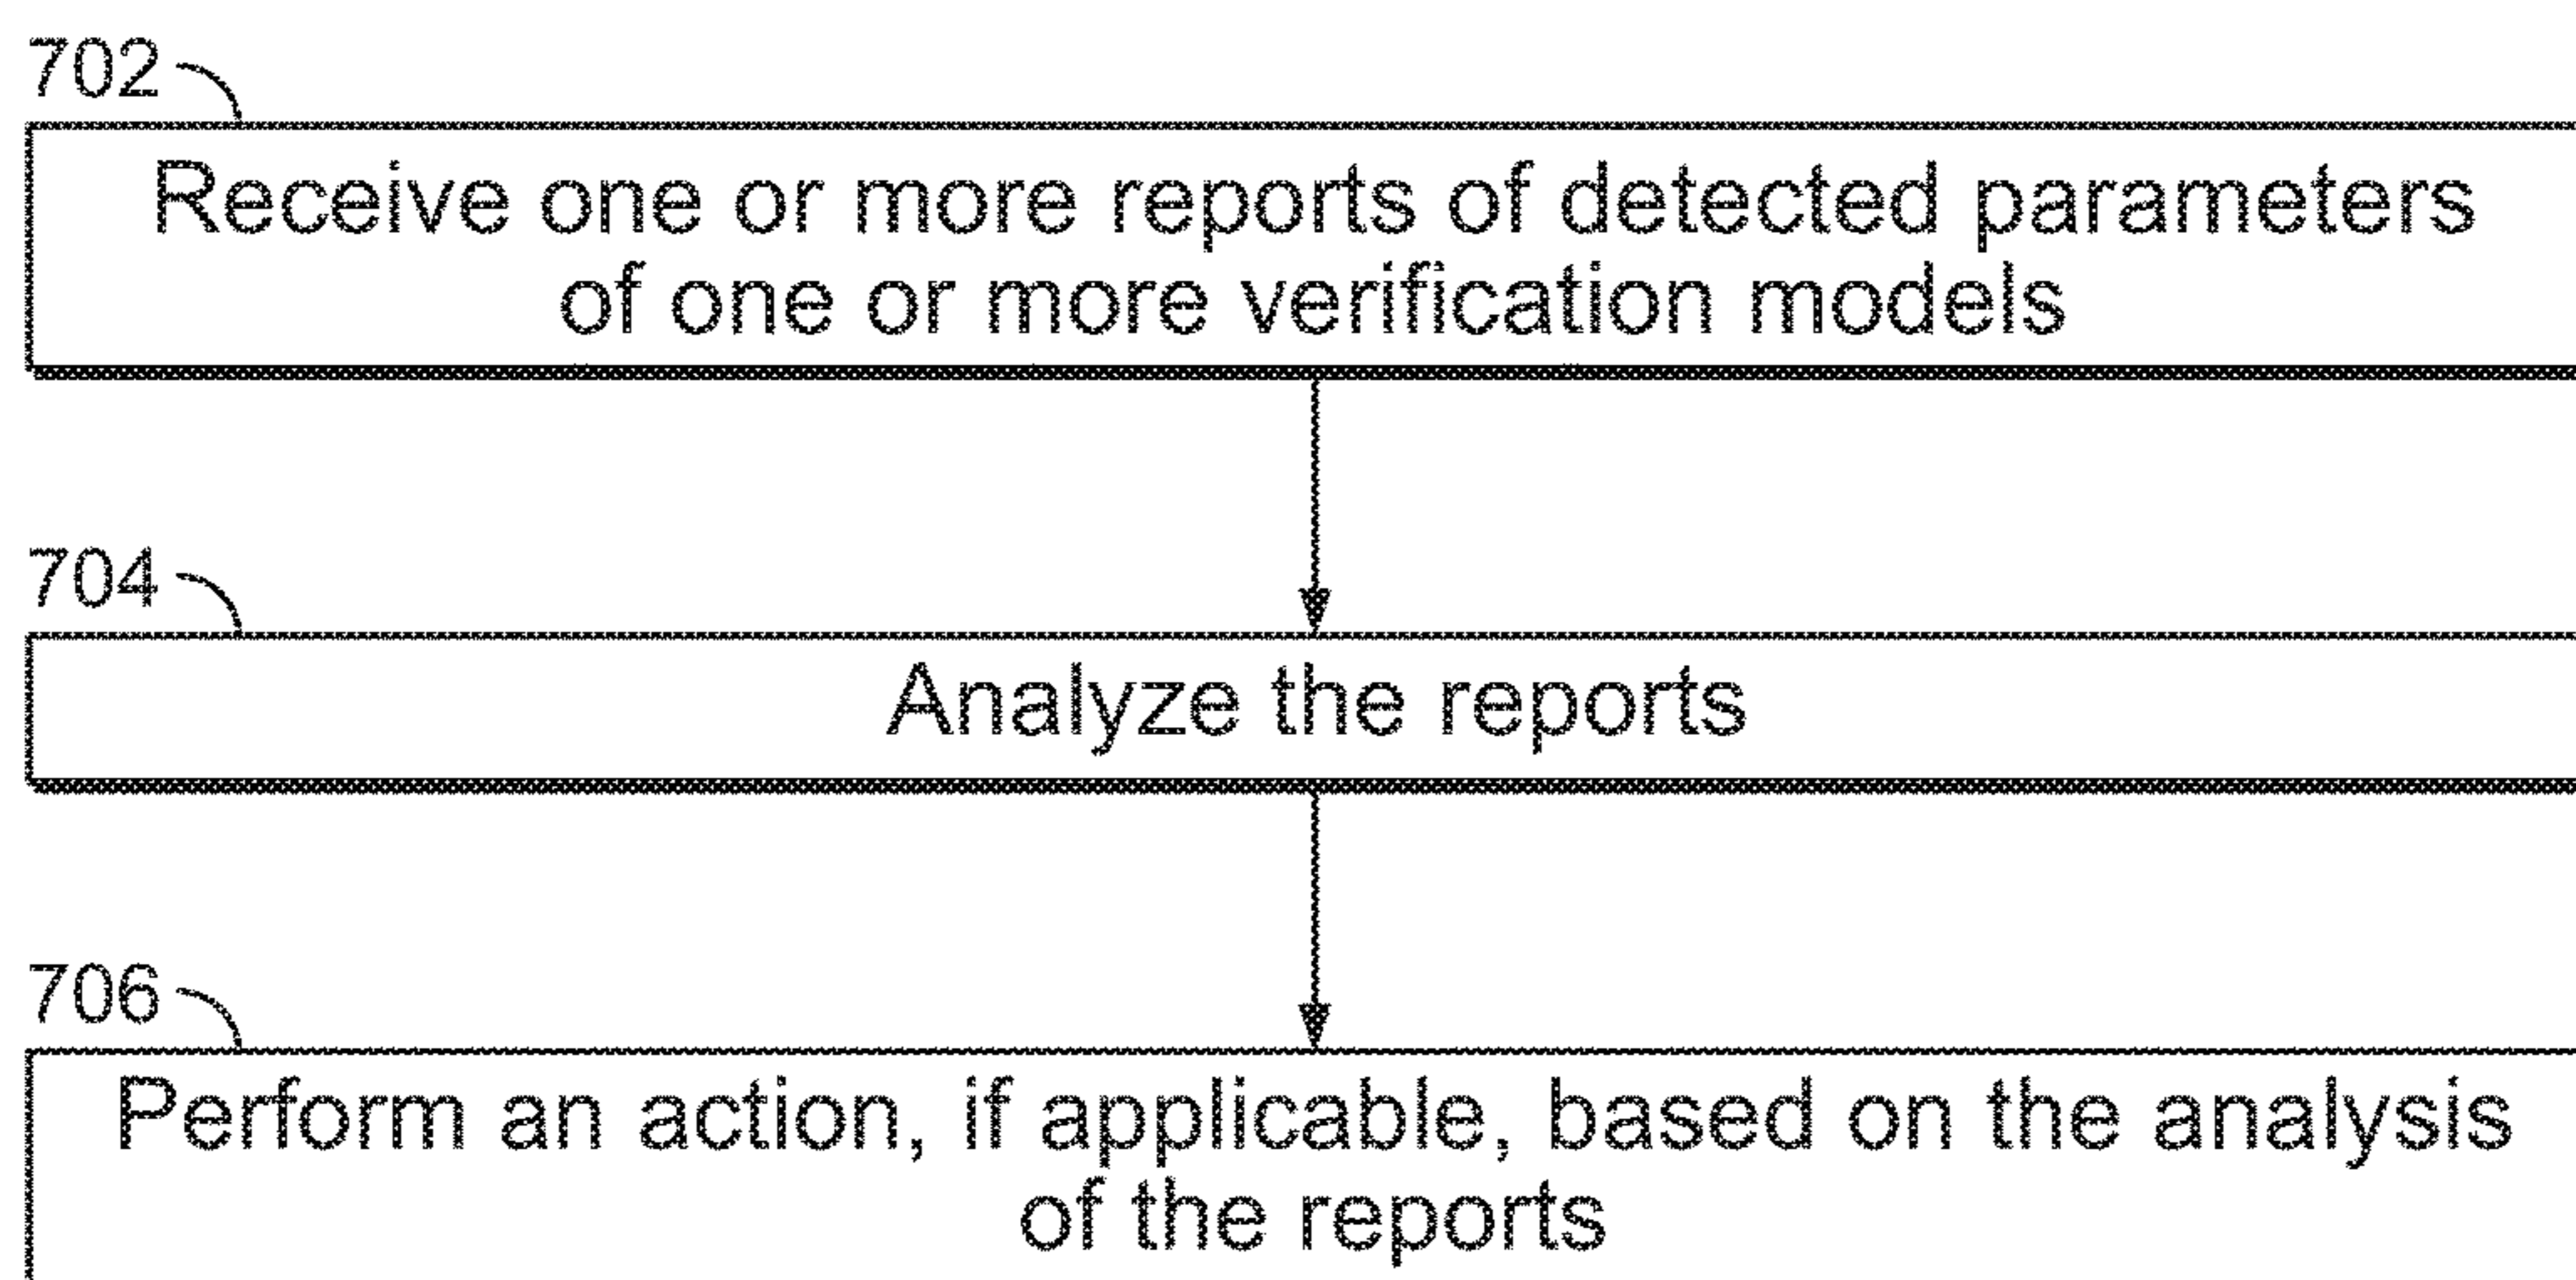 702
Receive one or more reports of detected parameters
of one or more verification models
704
Analyze the reports
706
Perform an action, if applicable, based on the analysis
of the reports